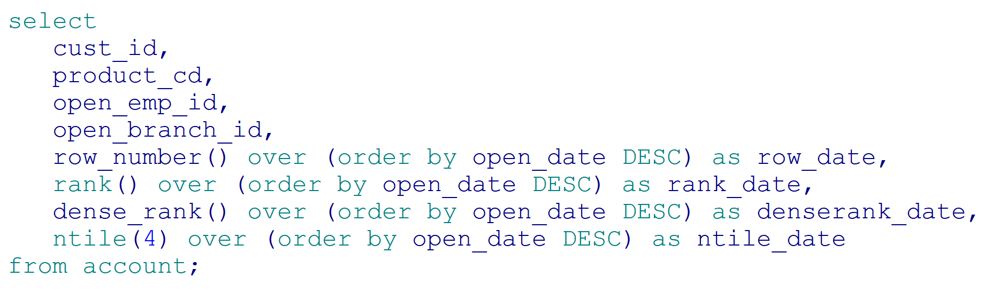 select
cust_id,
product_cd,
open_emp_id,
open_branch_id,
row_number() over (order by open_date DESC) as row_date,
rank() over (order by open_date DESC) as rank_date,
dense_rank() over (order by open_date DESC) as denserank_date,
ntile(4) over (order by open_date DESC) as ntile_date
from account;